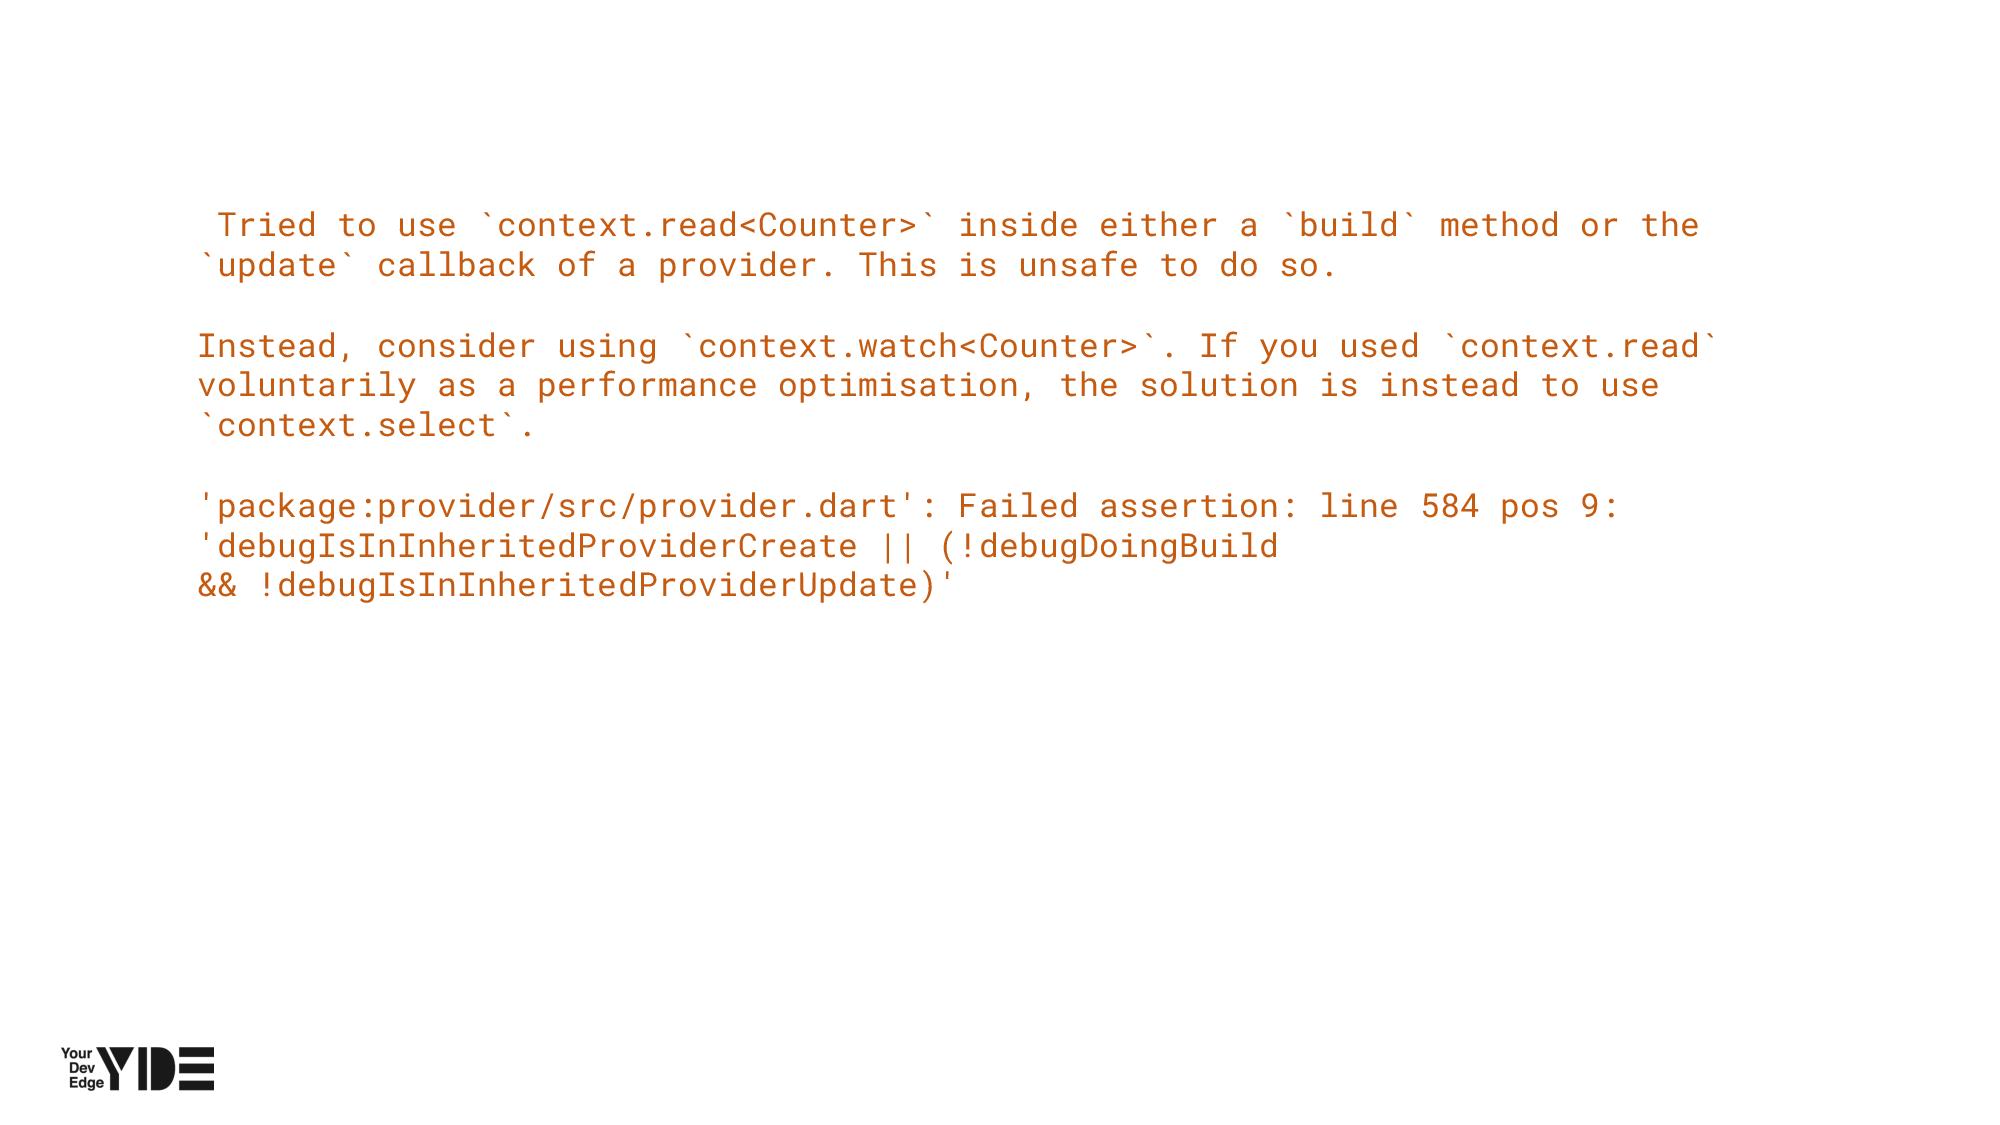 Tried to use `context.read<Counter>` inside either a `build` method or the
`update` callback of a provider. This is unsafe to do so.
Instead, consider using `context.watch<Counter>`. If you used `context.read`
voluntarily as a performance optimisation, the solution is instead to use
`context.select`.
'package:provider/src/provider.dart': Failed assertion: line 584 pos 9:
'debugIsInInheritedProviderCreate || (!debugDoingBuild
&& !debugIsInInheritedProviderUpdate)'
Your
Dev
Edge
YDE